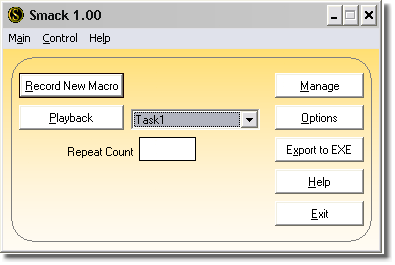 Smack 1.00
Main Control Help
Record New Macro
Manage
Playback
Task1
Options
Repeat Count
Export to EXE
Help
Exit